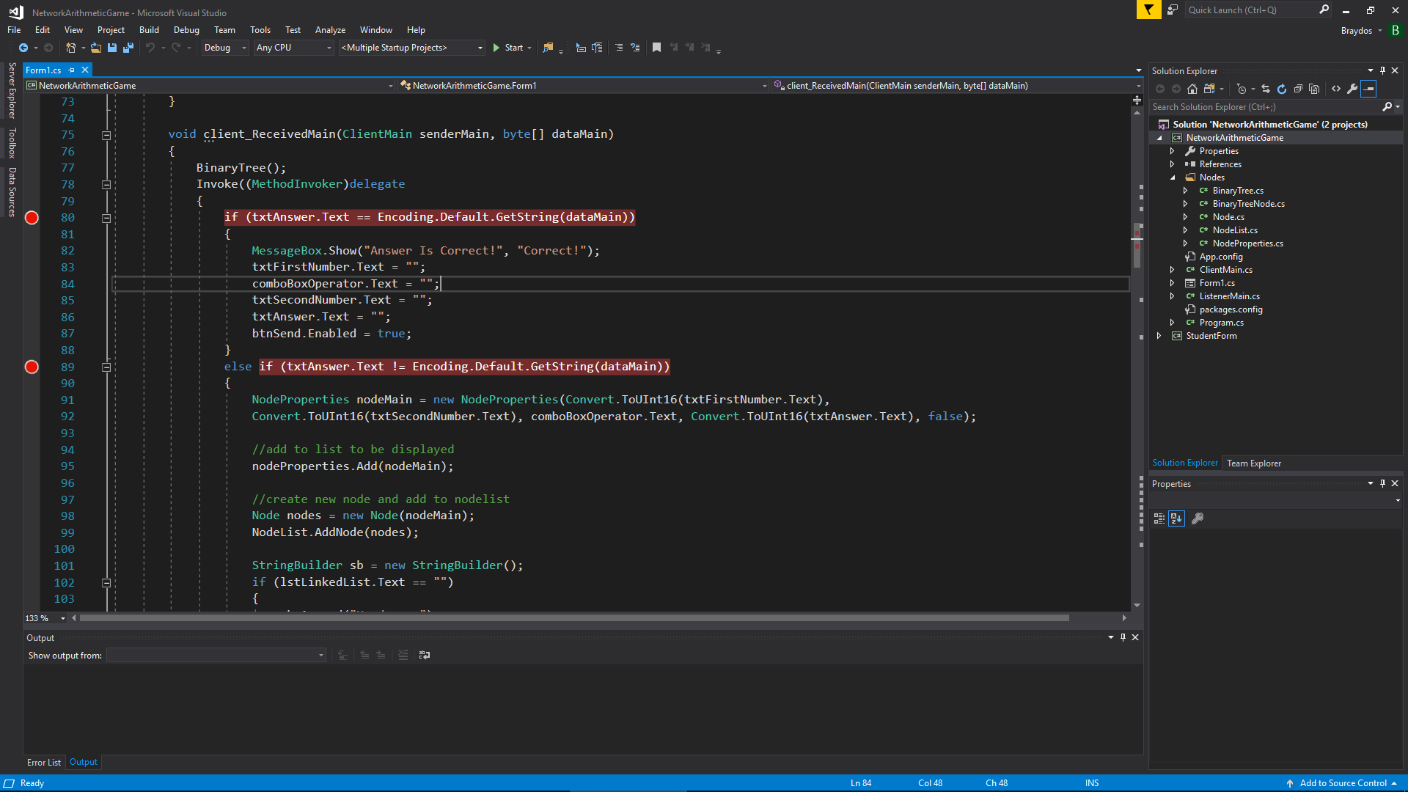 NetworkArithmeticGame - Microsoft Visual Studio
Quick Launch (Ctrl+Q)
File Edit View Project Build Debug Team Tools Test Analyze Window Help
Braydos B
Debug Any CPU <Multiple Startup Projects> Start
Server Explorer
Toolbox
Data Sources
Form1.cs
NetworkArithmeticGame NetworkArithmeticGame.Form1 client_ReceivedMain(ClientMain senderMain, byte[] dataMain)
73 }
74
75 void client_ReceivedMain(ClientMain senderMain, byte[] dataMain)
76 {
77 BinaryTree();
78 Invoke((MethodInvoker)delegate
79 {
80 if (txtAnswer.Text == Encoding.Default.GetString(dataMain))
81 {
82 MessageBox.Show("Answer Is Correct!", "Correct!");
83 txtFirstNumber.Text = "";
84 comboBoxOperator.Text = "";
85 txtSecondNumber.Text = "";
86 txtAnswer.Text = "";
87 btnSend.Enabled = true;
88 }
89 else if (txtAnswer.Text != Encoding.Default.GetString(dataMain))
90 {
91 NodeProperties nodeMain = new NodeProperties(Convert.ToUInt16(txtFirstNumber.Text),
92 Convert.ToUInt16(txtSecondNumber.Text), comboBoxOperator.Text, Convert.ToUInt16(txtAnswer.Text), false);
93
94 //add to list to be displayed
95 nodeProperties.Add(nodeMain);
96
97 //create new node and add to nodelist
98 Node nodes = new Node(nodeMain);
99 NodeList.AddNode(nodes);
100
101 StringBuilder sb = new StringBuilder();
102 if (lstLinkedList.Text == "")
103 {
133 %
Output
Show output from:
Error List Output
Solution Explorer
Search Solution Explorer (Ctrl+;)
Solution 'NetworkArithmeticGame' (2 projects)
NetworkArithmeticGame
Properties
References
Nodes
BinaryTree.cs
BinaryTreeNode.cs
Node.cs
NodeList.cs
NodeProperties.cs
App.config
ClientMain.cs
Form1.cs
ListenerMain.cs
packages.config
Program.cs
StudentForm
Solution Explorer Team Explorer
Properties
Ready Ln 84 Col 48 Ch 48 INS Add to Source Control